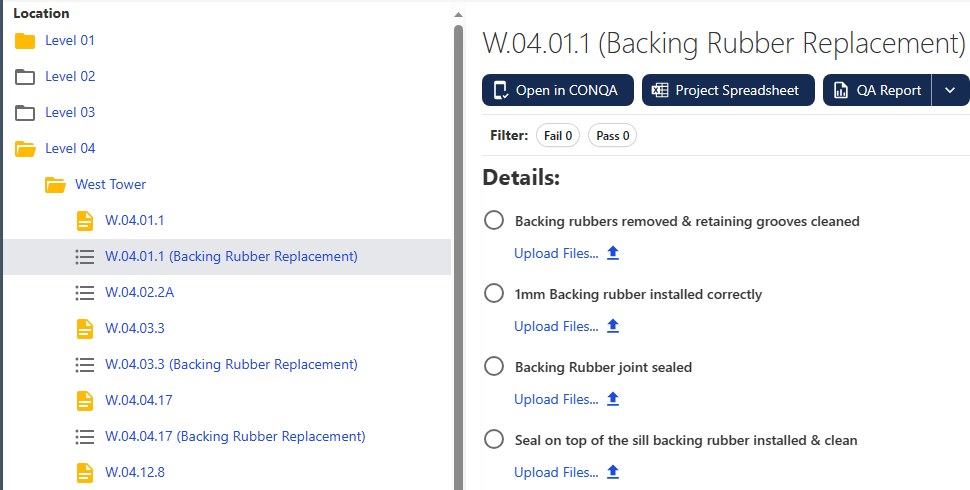 Location
Level 01
Level 02
Level 03
Level 04
West Tower
W.04.01.1
W.04.01.1 (Backing Rubber Replacement)
W.04.02.2A
W.04.03.3
W.04.03.3 (Backing Rubber Replacement)
W.04.04.17
W.04.04.17 (Backing Rubber Replacement)
W.04.12.8
W.04.01.1 (Backing Rubber Replacement)
Open in CONQA Project Spreadsheet QA Report
Filter: Fail 0 Pass 0
Details:
Backing rubbers removed & retaining grooves cleaned
Upload Files...
1mm Backing rubber installed correctly
Upload Files...
Backing Rubber joint sealed
Upload Files...
Seal on top of the sill backing rubber installed & clean
Upload Files...